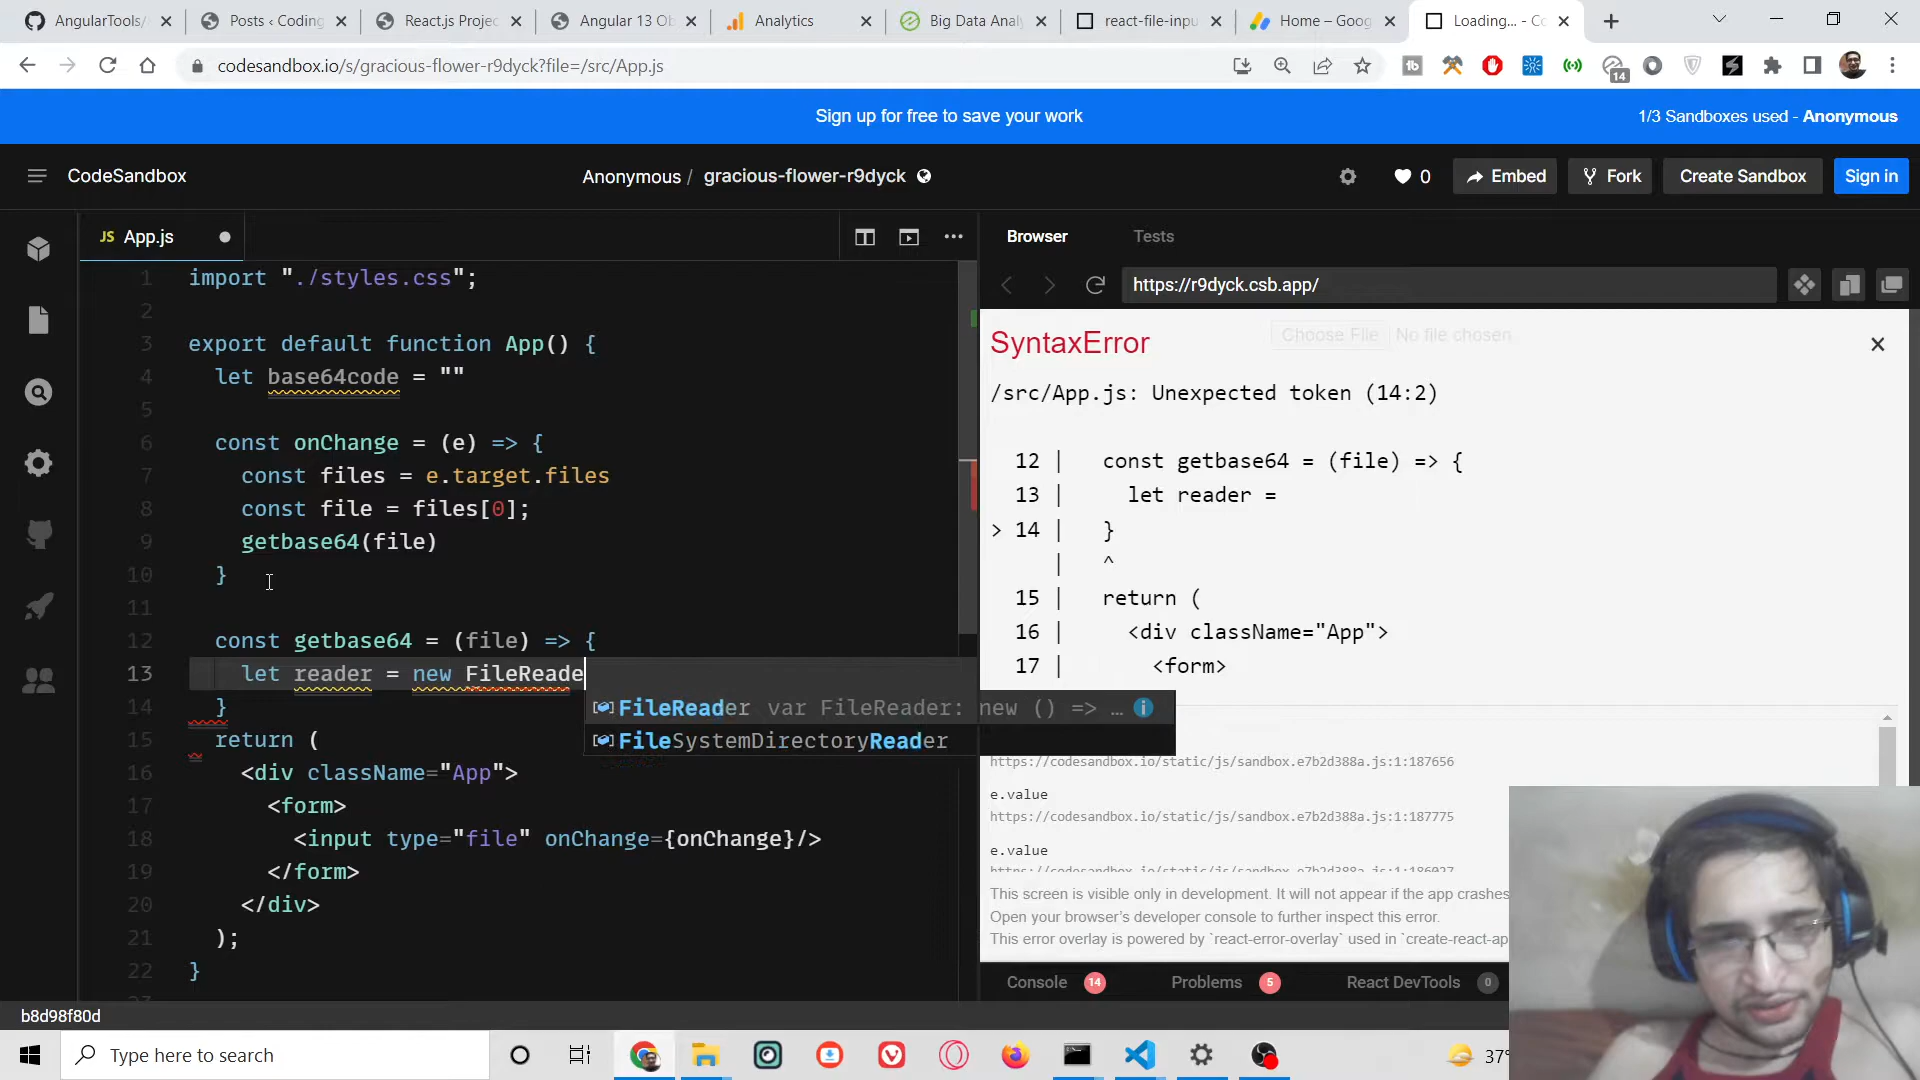 AngularTools/
Posts ‹ Coding
React.js Projec
Angular 13 Ob
Analytics
Big Data Anal
react-file-inpu
Home – Goog
Loading... - Co
codesandbox.io/s/gracious-flower-r9dyck?file=/src/App.js
14
Sign up for free to save your work
1/3 Sandboxes used - Anonymous
CodeSandbox
Anonymous / gracious-flower-r9dyck
0
Embed
Fork
Create Sandbox
Sign in
JS App.js
Browser
Tests
https://r9dyck.csb.app/
1 import "./styles.css";
2
3 export default function App() {
4 let base64code = ""
5
6 const onChange = (e) => {
7 const files = e.target.files
8 const file = files[0];
9 getbase64(file)
10 }
11
12 const getbase64 = (file) => {
13 let reader = new FileReade
14 }
15 return (
16 <div className="App">
17 <form>
18 <input type="file" onChange={onChange}/>
19 </form>
20 </div>
21 );
22 }
FileReader var FileReader: new () => …
FileSystemDirectoryReader
Choose File No file chosen
SyntaxError
/src/App.js: Unexpected token (14:2)
12 | const getbase64 = (file) => {
13 | let reader =
> 14 | }
| ^
15 | return (
16 | <div className="App">
17 | <form>
https://codesandbox.io/static/js/sandbox.e7b2d388a.js:1:187656
e.value
https://codesandbox.io/static/js/sandbox.e7b2d388a.js:1:187775
e.value
https://codesandbox.io/static/js/sandbox.e7b2d388a.js:1:186027
This screen is visible only in development. It will not appear if the app crashes
Open your browser’s developer console to further inspect this error.
This error overlay is powered by `react-error-overlay` used in `create-react-ap
Console 14
Problems 5
React DevTools 0
b8d98f80d
Type here to search
37°